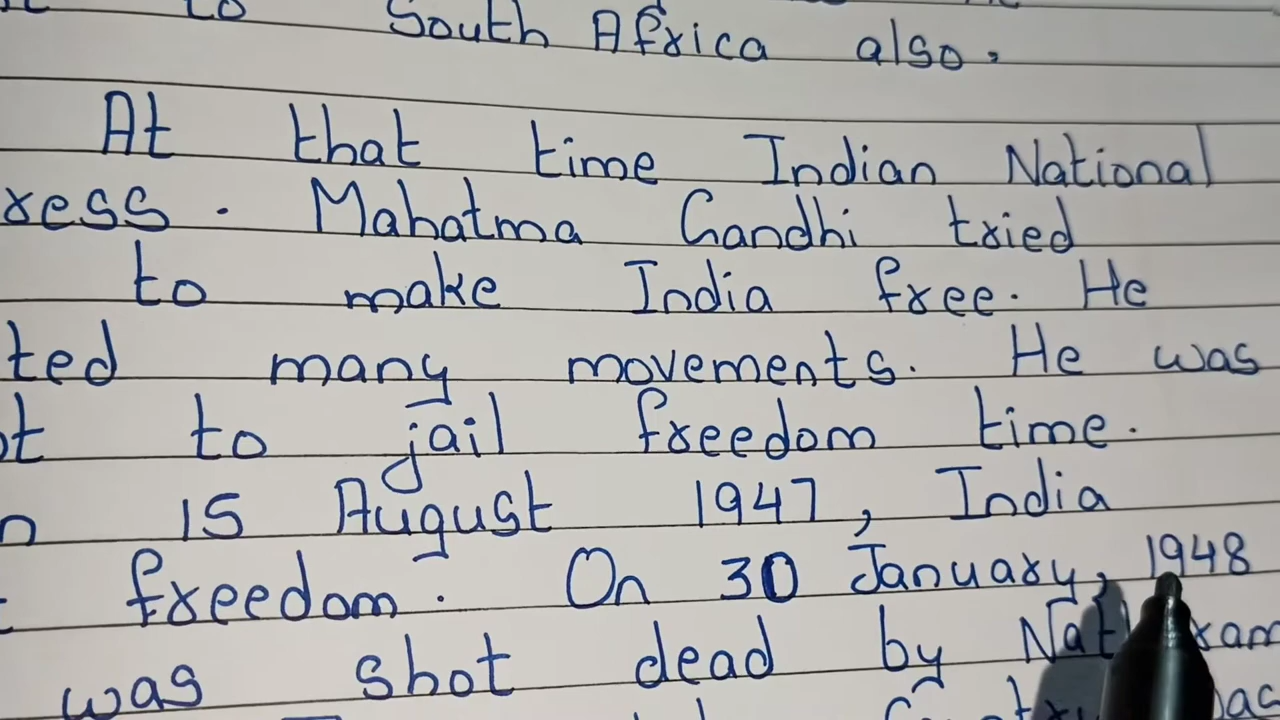 to South Africa also.
At that time Indian National
ress. Mahatma Gandhi tried
to make India free. He
ted many movements. He was
to jail freedom time.
15 August 1947, India
freedom. On 30 January, 1948
was shot dead by